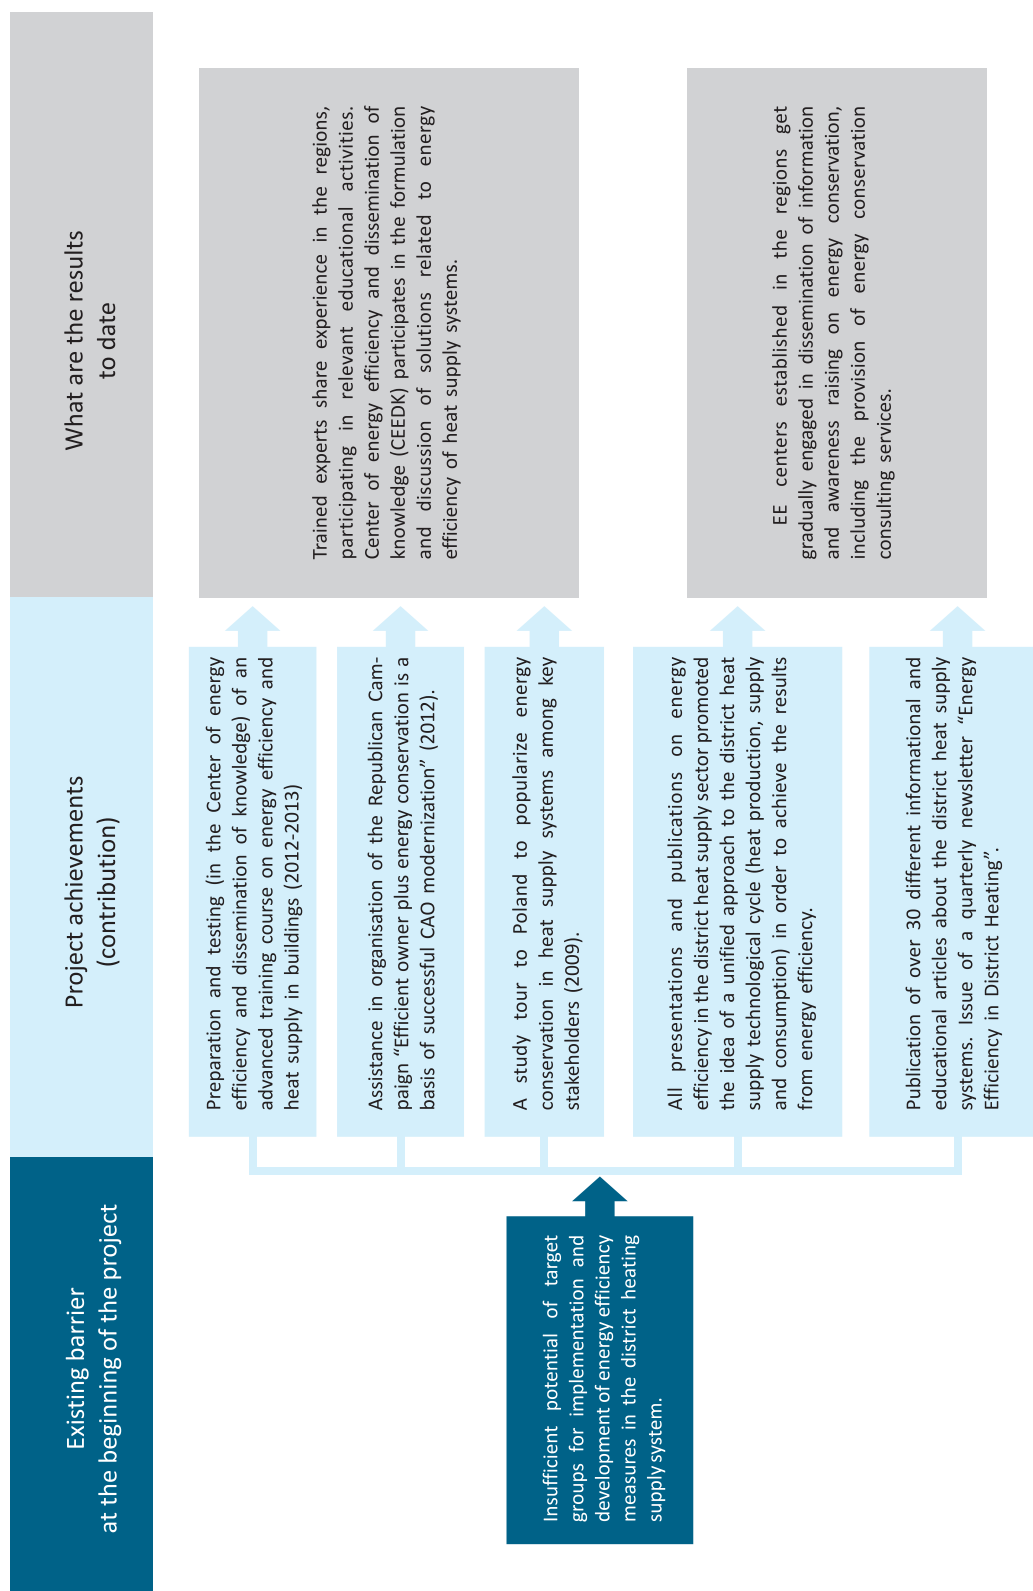 Existing barrier
at the beginning of the project
Project achievements
(contribution)
What are the results
to date
Insufficient potential of target
groups for implementation and
development of energy efficiency
measures in the district heating
supply system.
Preparation and testing (in the Center of energy
efficiency and dissemination of knowledge) of an
advanced training course on energy efficiency and
heat supply in buildings (2012-2013)
Assistance in organisation of the Republican Cam-
paign “Efficient owner plus energy conservation is a
basis of successful CAO modernization” (2012).
A study tour to Poland to popularize energy
conservation in heat supply systems among key
stakeholders (2009).
All presentations and publications on energy
efficiency in the district heat supply sector promoted
the idea of a unified approach to the district heat
supply technological cycle (heat production, supply
and consumption) in order to achieve the results
from energy efficiency.
Publication of over 30 different informational and
educational articles about the district heat supply
systems. Issue of a quarterly newsletter “Energy
Efficiency in District Heating”.
Trained experts share experience in the regions,
participating in relevant educational activities.
Center of energy efficiency and dissemination of
knowledge (CEEDK) participates in the formulation
and discussion of solutions related to energy
efficiency of heat supply systems.
EE centers established in the regions get
gradually engaged in dissemination of information
and awareness raising on energy conservation,
including the provision of energy conservation
consulting services.